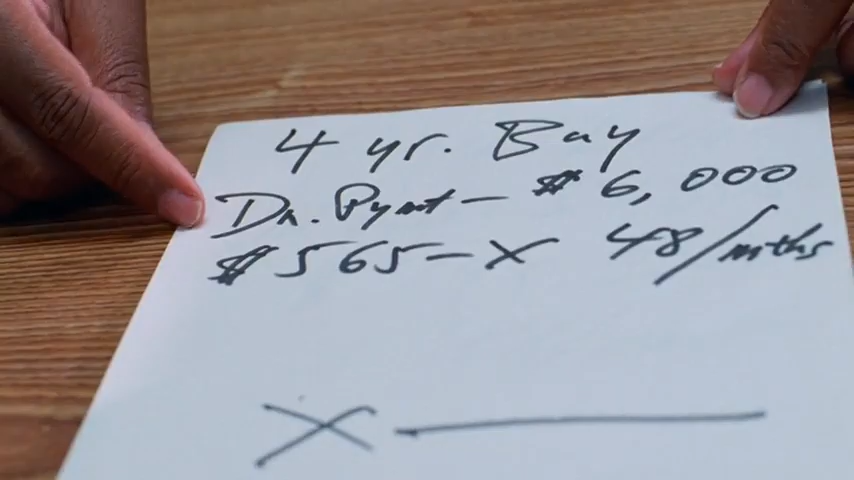 4 yr. Buy
Dn. Pymt - $ 6,000
$ 565 - x 48/mths
X